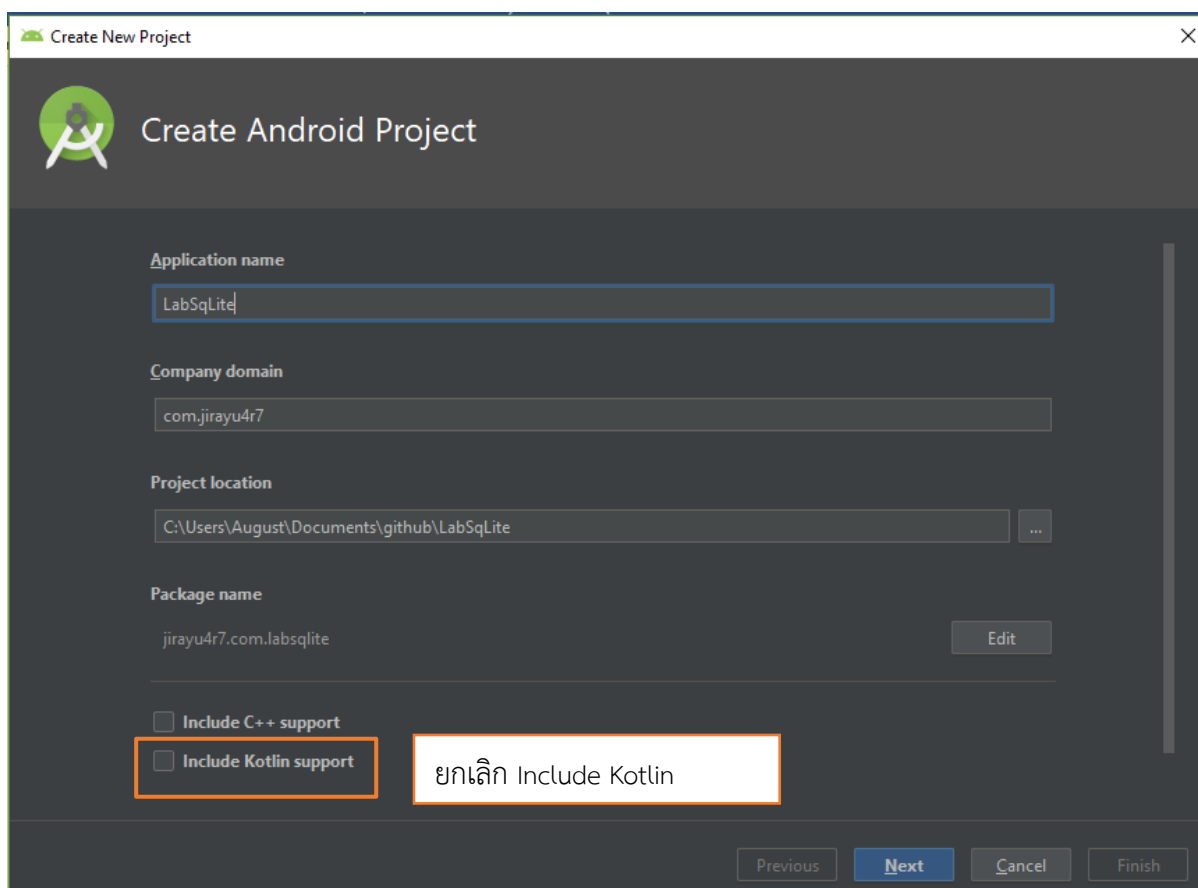 Create New Project
Create Android Project
Application name
LabSqLite
Company domain
com.jirayu4r7
Project location
C:\Users\August\Documents\github\LabSqLite
...
Package name
jirayu4r7.com.labsqlite
Edit
Include C++ support
Include Kotlin support
ยกเลิก Include Kotlin
Previous
Next
Cancel
Finish